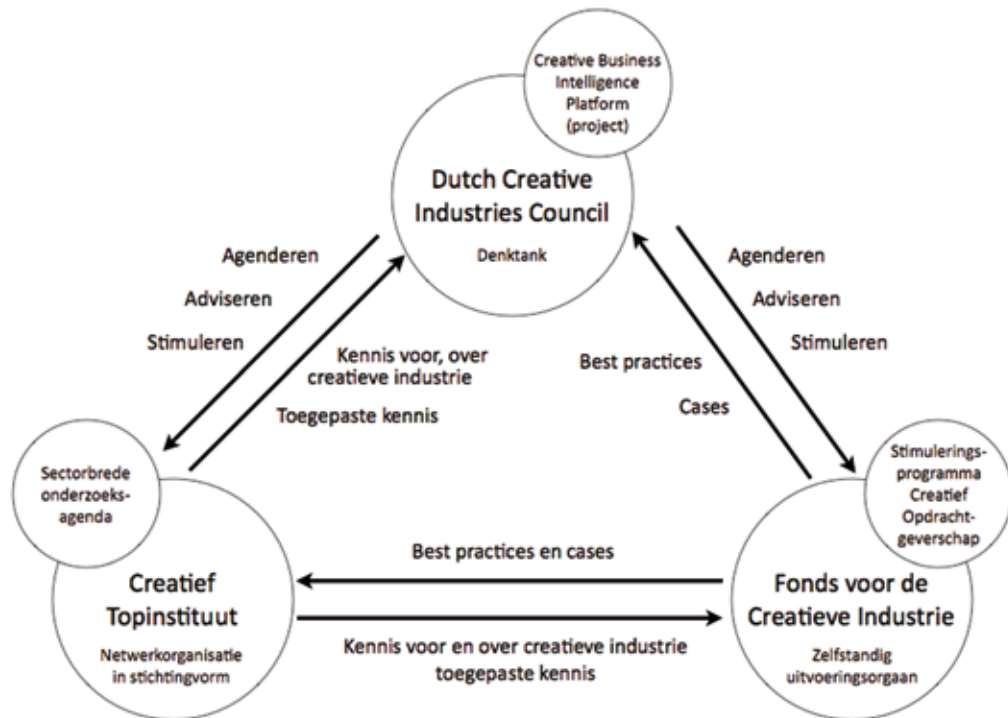 Creative Business
Intelligence
Platform
(project)
Dutch Creative
Industries Council
Denktank
Agenderen
Adviseren
Stimuleren
Kennis voor, over
creatieve industrie
Toegepaste kennis
Agenderen
Adviseren
Stimuleren
Best practices
Cases
Sectorbrede
onderzoeks-
agenda
Creatief
Topinstituut
Netwerkorganisatie
in stichtingvorm
Best practices en cases
Kennis voor en over creatieve industrie
toegepaste kennis
Stimulerings-
programma
Creatief
Opdracht-
geverschap
Fonds voor de
Creatieve Industrie
Zelfstandig
uitvoeringsorgaan